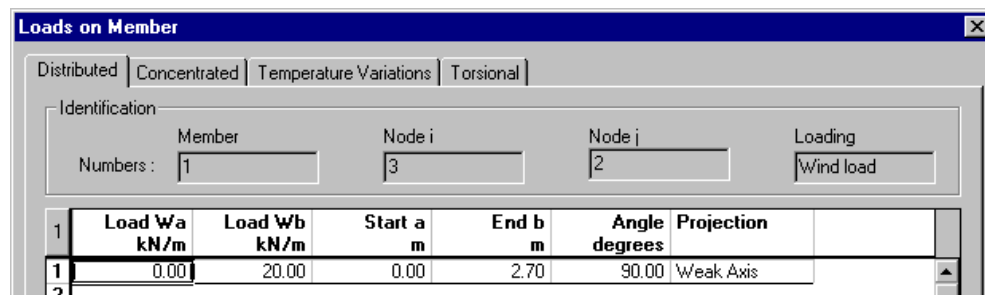 Loads on Member
Distributed Concentrated Temperature Variations Torsional
Identification
Member Node i Node j Loading
Numbers : 1 3 2 Wind load
1 Load Wa Load Wb Start a End b Angle Projection
kN/m kN/m m m degrees
1 0.00 20.00 0.00 2.70 90.00 Weak Axis
2